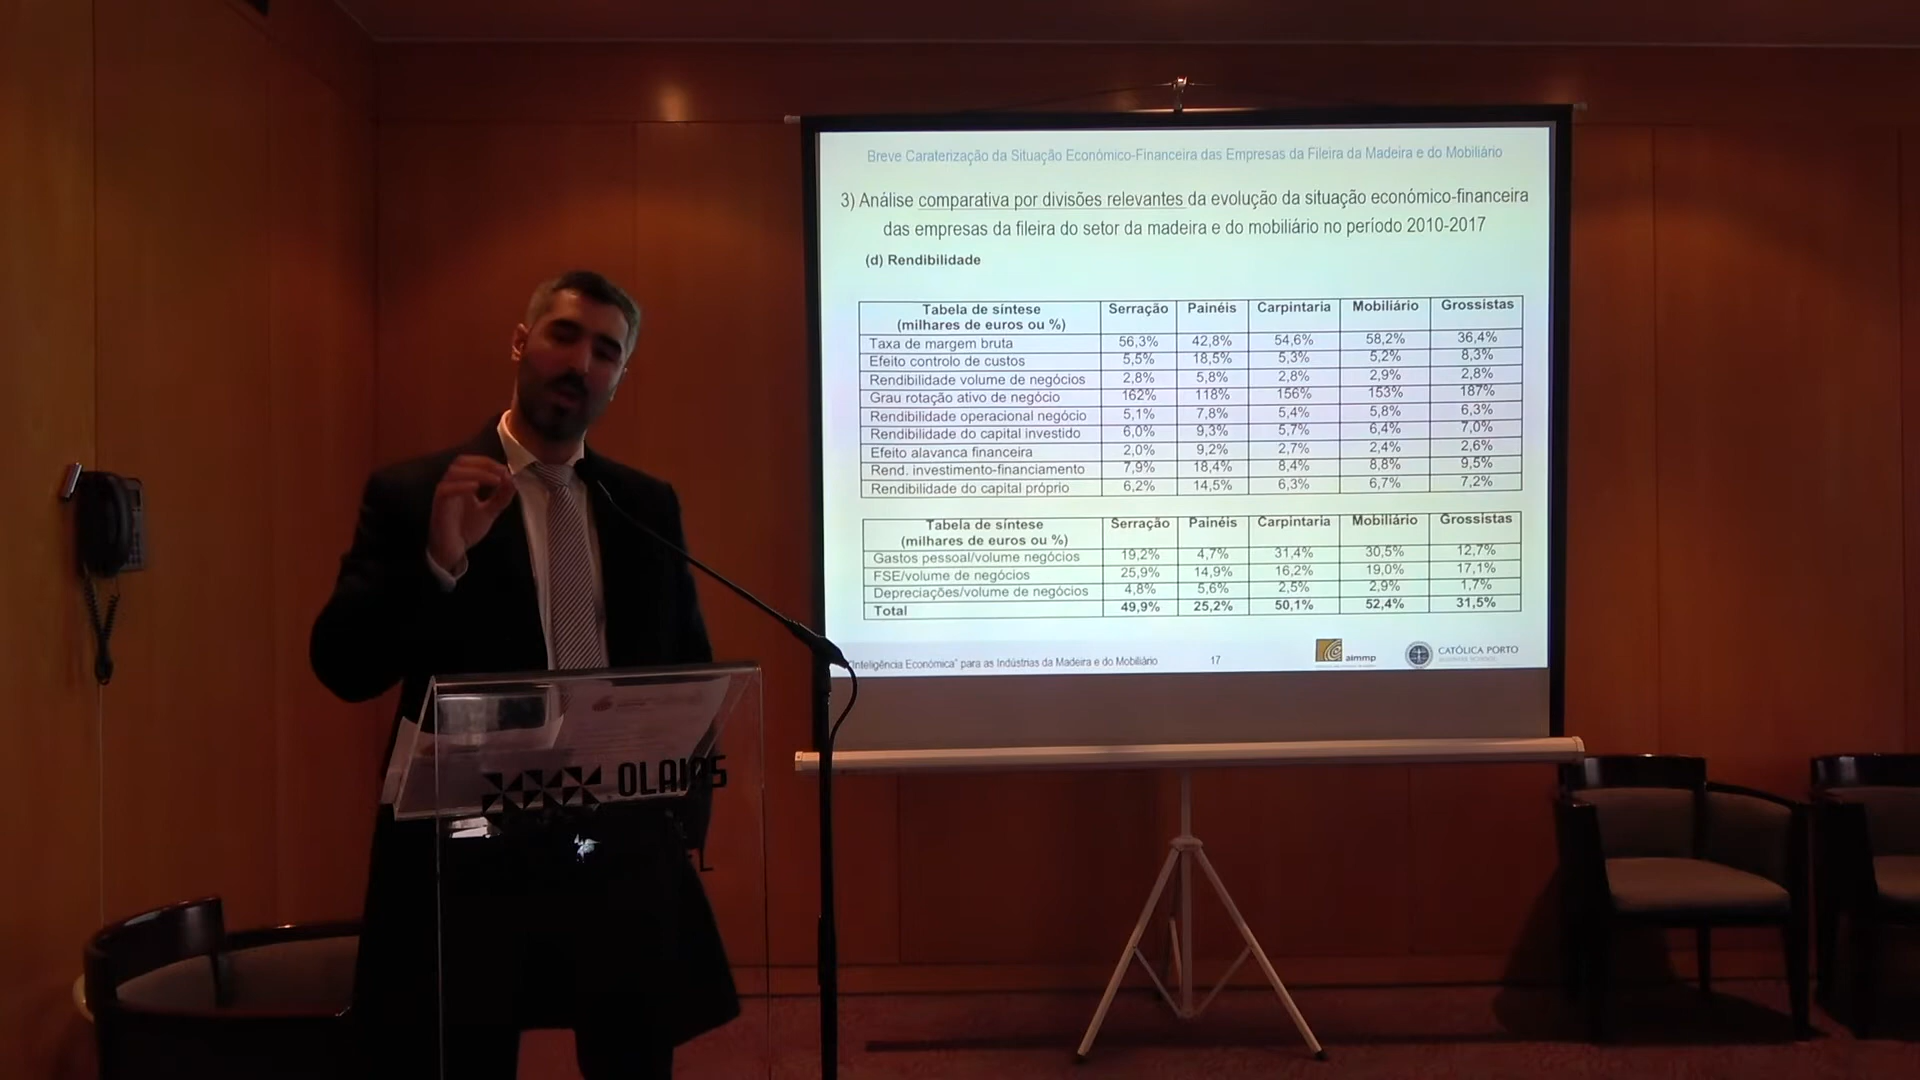 Breve Caraterização da Situação Económico-Financeira das Empresas da Fileira da Madeira e do Mobiliário
3) Análise comparativa por divisões relevantes da evolução da situação económico-financeira
das empresas da fileira do setor da madeira e do mobiliário no período 2010-2017
(d) Rendibilidade
Tabela de síntese (milhares de euros ou %) Serração Painéis Carpintaria Mobiliário Grossistas
Taxa de margem bruta 56,3% 42,8% 54,6% 58,2% 36,4%
Efeito controlo de custos 5,5% 18,5% 5,3% 5,2% 8,3%
Rendibilidade volume de negócios 2,8% 5,8% 2,8% 2,9% 2,8%
Grau rotação ativo de negócio 162% 118% 156% 153% 187%
Rendibilidade operacional negócio 5,1% 7,8% 5,4% 5,8% 6,3%
Rendibilidade do capital investido 6,0% 9,3% 5,7% 6,4% 7,0%
Efeito alavanca financeira 2,0% 9,2% 2,7% 2,4% 2,6%
Rend. investimento-financiamento 7,9% 18,4% 8,4% 8,8% 9,5%
Rendibilidade do capital próprio 6,2% 14,5% 6,3% 6,7% 7,2%
Tabela de síntese (milhares de euros ou %) Serração Painéis Carpintaria Mobiliário Grossistas
Gastos pessoal/volume negócios 19,2% 4,7% 31,4% 30,5% 12,7%
FSE/volume de negócios 25,9% 14,9% 16,2% 19,0% 17,1%
Depreciações/volume de negócios 4,8% 5,6% 2,5% 2,9% 1,7%
Total 49,9% 25,2% 50,1% 52,4% 31,5%
"Inteligência Económica" para as Indústrias da Madeira e do Mobiliário 17 aimmp CATÓLICA PORTO
OLAIAS